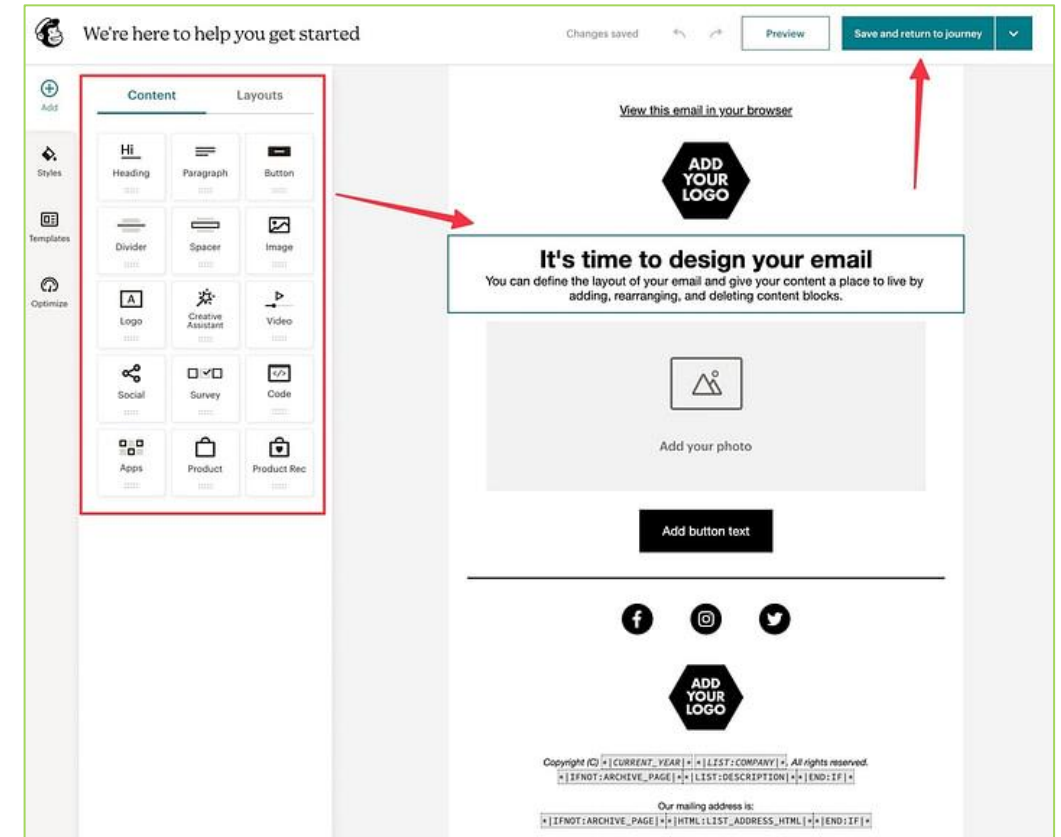 We're here to help you get started
Changes saved
Preview
Save and return to journey
Add
Styles
Templates
Optimize
Content Layouts
Hi
Heading Paragraph Button
Divider Spacer Image
A
Logo Creative Assistant Video
Social Survey Code
Apps Product Product Rec
View this email in your browser
ADD
YOUR
LOGO
It's time to design your email
You can define the layout of your email and give your content a place to live by
adding, rearranging, and deleting content blocks.
Add your photo
Add button text
ADD
YOUR
LOGO
Copyright (C) *|CURRENT_YEAR|* *|LIST:COMPANY|*. All rights reserved.
*|IFNOT:ARCHIVE_PAGE|* *|LIST:DESCRIPTION|* *|END:IF|*
Our mailing address is:
*|IFNOT:ARCHIVE_PAGE|* *|HTML:LIST_ADDRESS_HTML|* *|END:IF|*